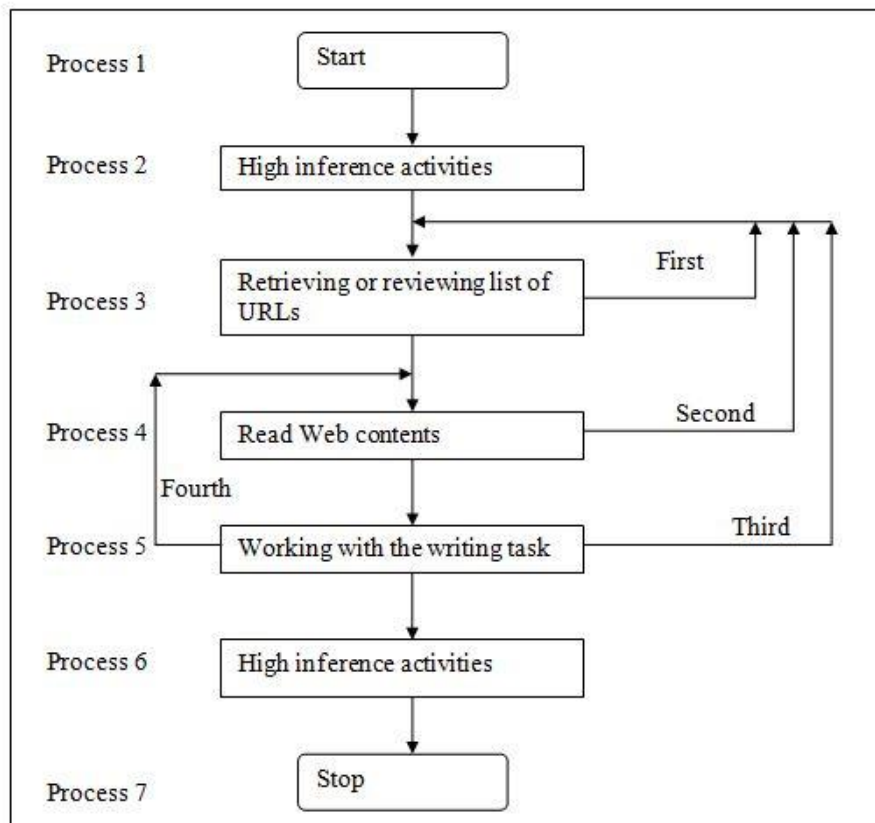 Process 1
Start
Process 2
High inference activities
First
Process 3
Retrieving or reviewing list of
URLs
Second
Process 4
Read Web contents
Fourth
Third
Process 5
Working with the writing task
Process 6
High inference activities
Process 7
Stop